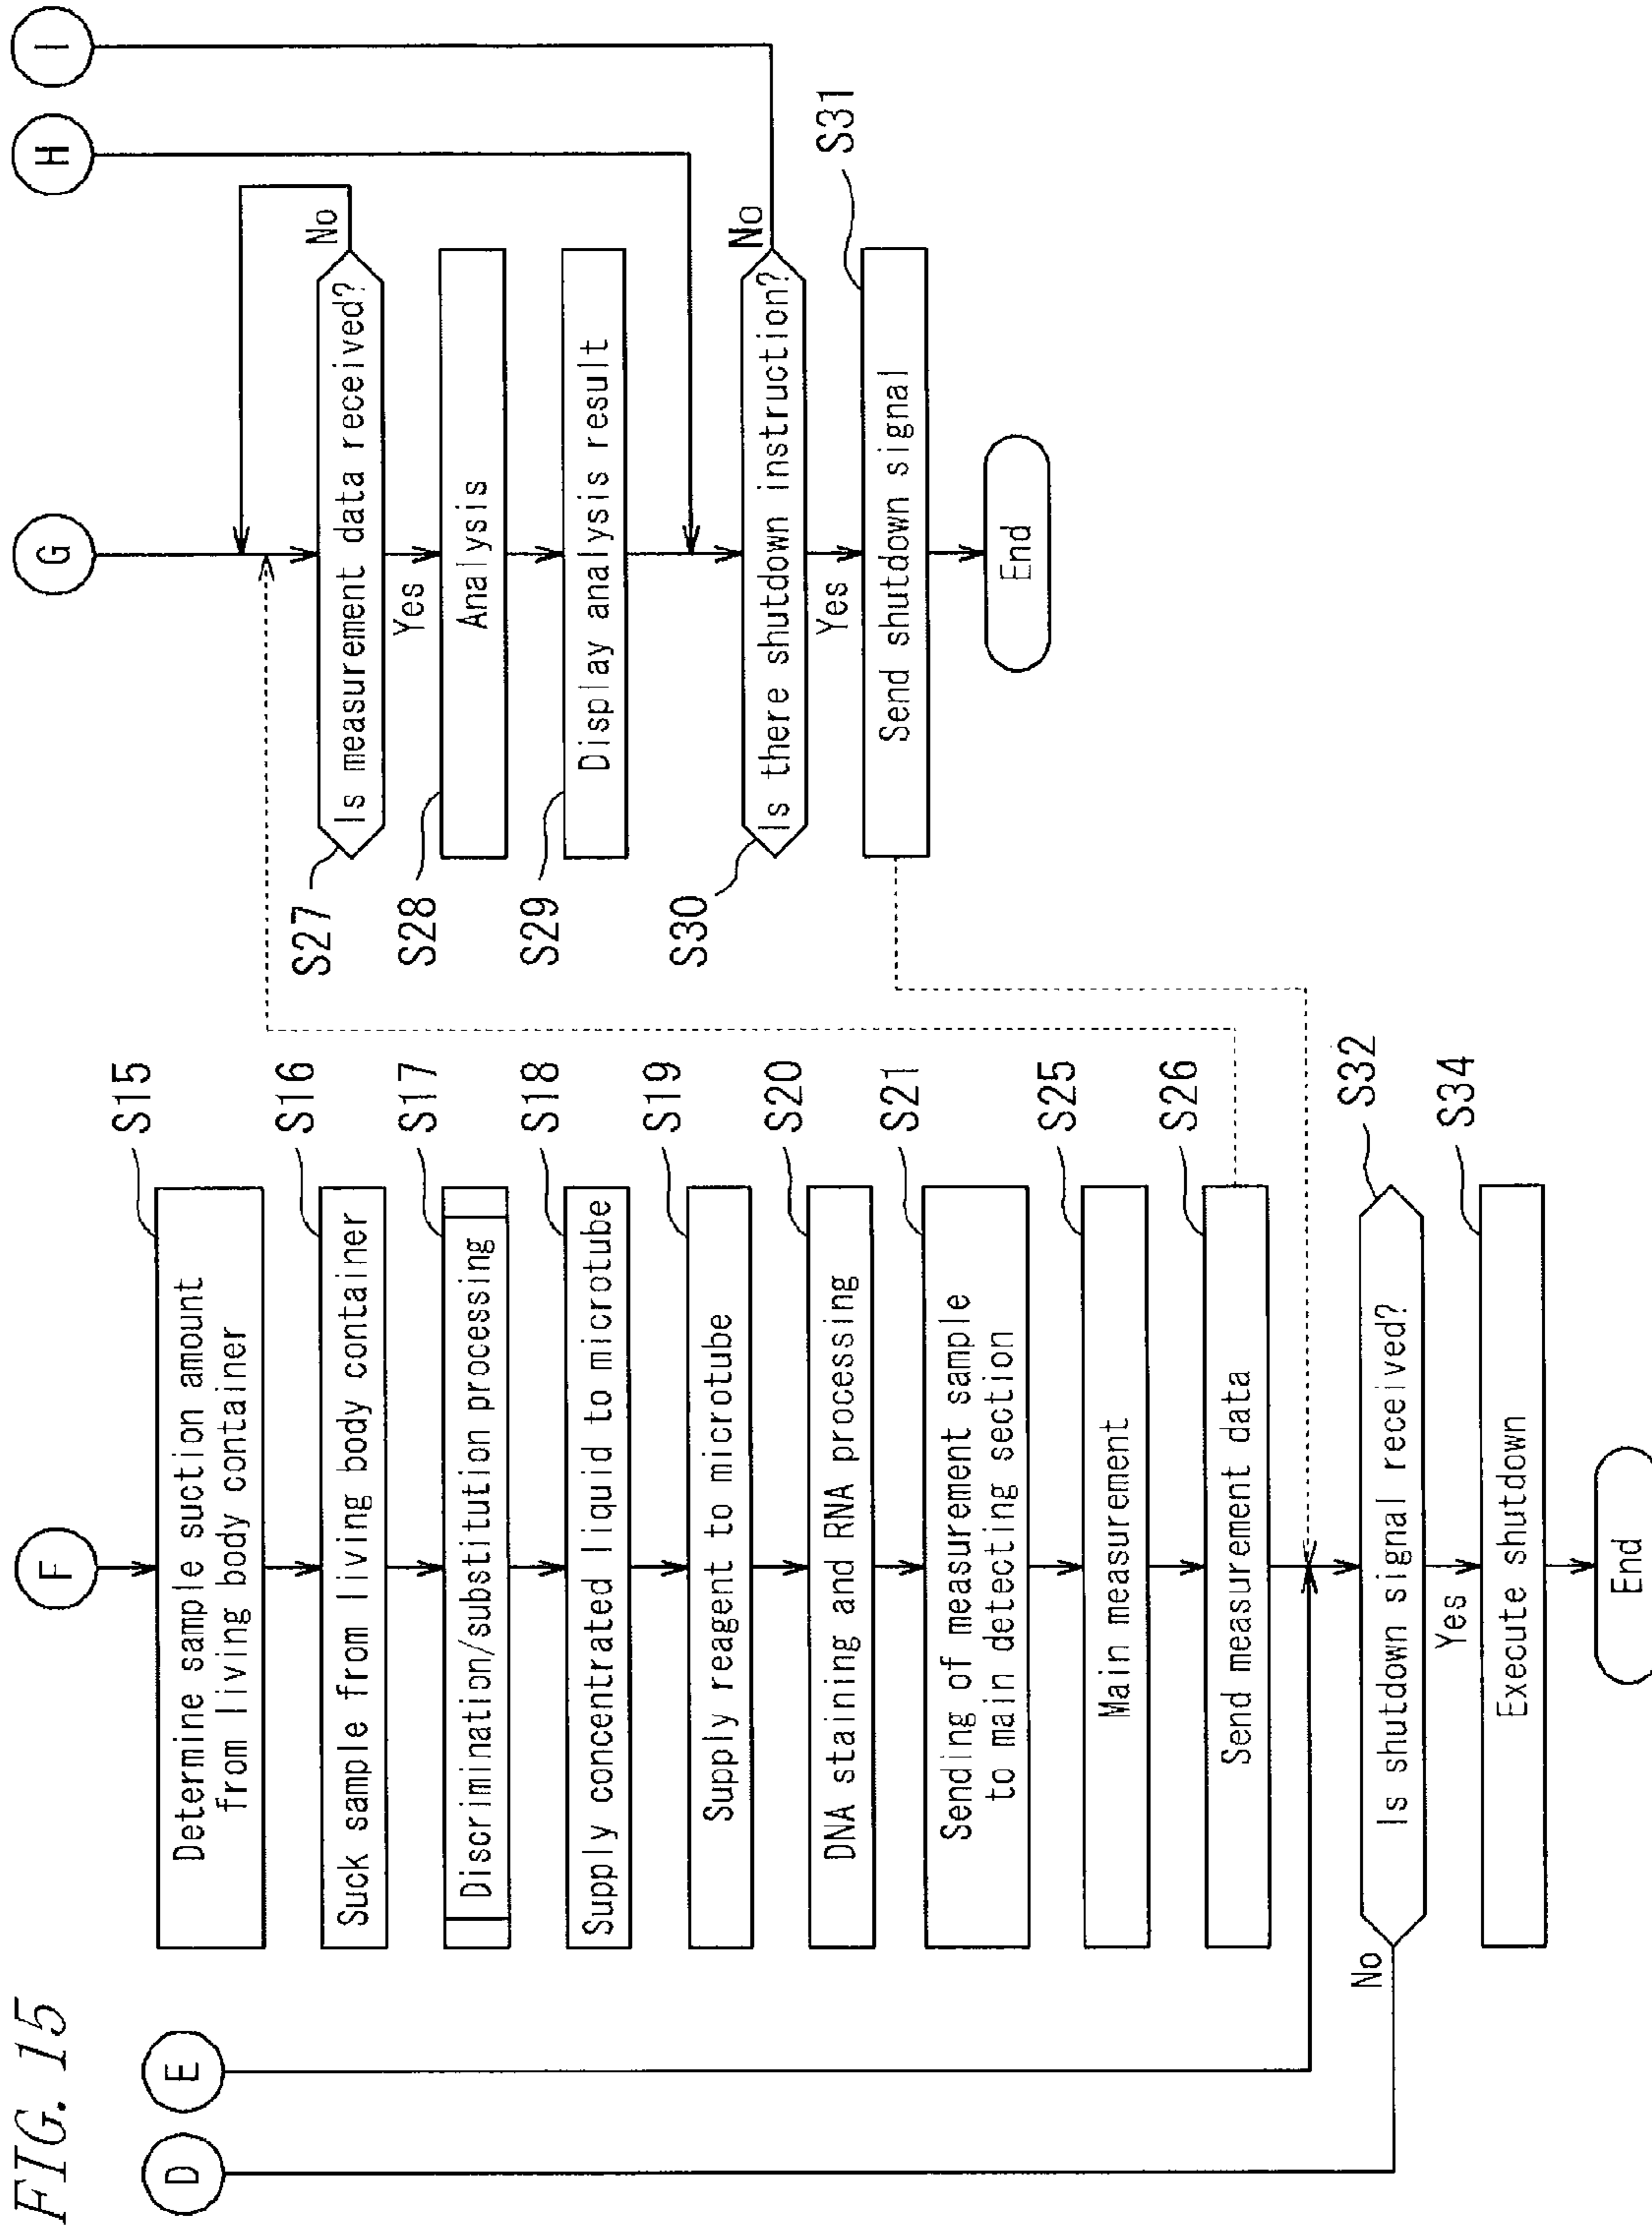 FIG. 15
D
E
F
Determine sample suction amount
from living body container
S15
Suck sample from living body container
S16
Discrimination/substitution processing
S17
Supply concentrated liquid to microtube
S18
Supply reagent to microtube
S19
DNA staining and RNA processing
S20
Sending of measurement sample
to main detecting section
S21
Main measurement
S25
Send measurement data
S26
Is shutdown signal received?
S32
No
Yes
Execute shutdown
S34
End
G
H
I
S27
Is measurement data received?
No
Yes
S28
Analysis
S29
Display analysis result
S30
Is there shutdown instruction?
No
Yes
Send shutdown signal
S31
End